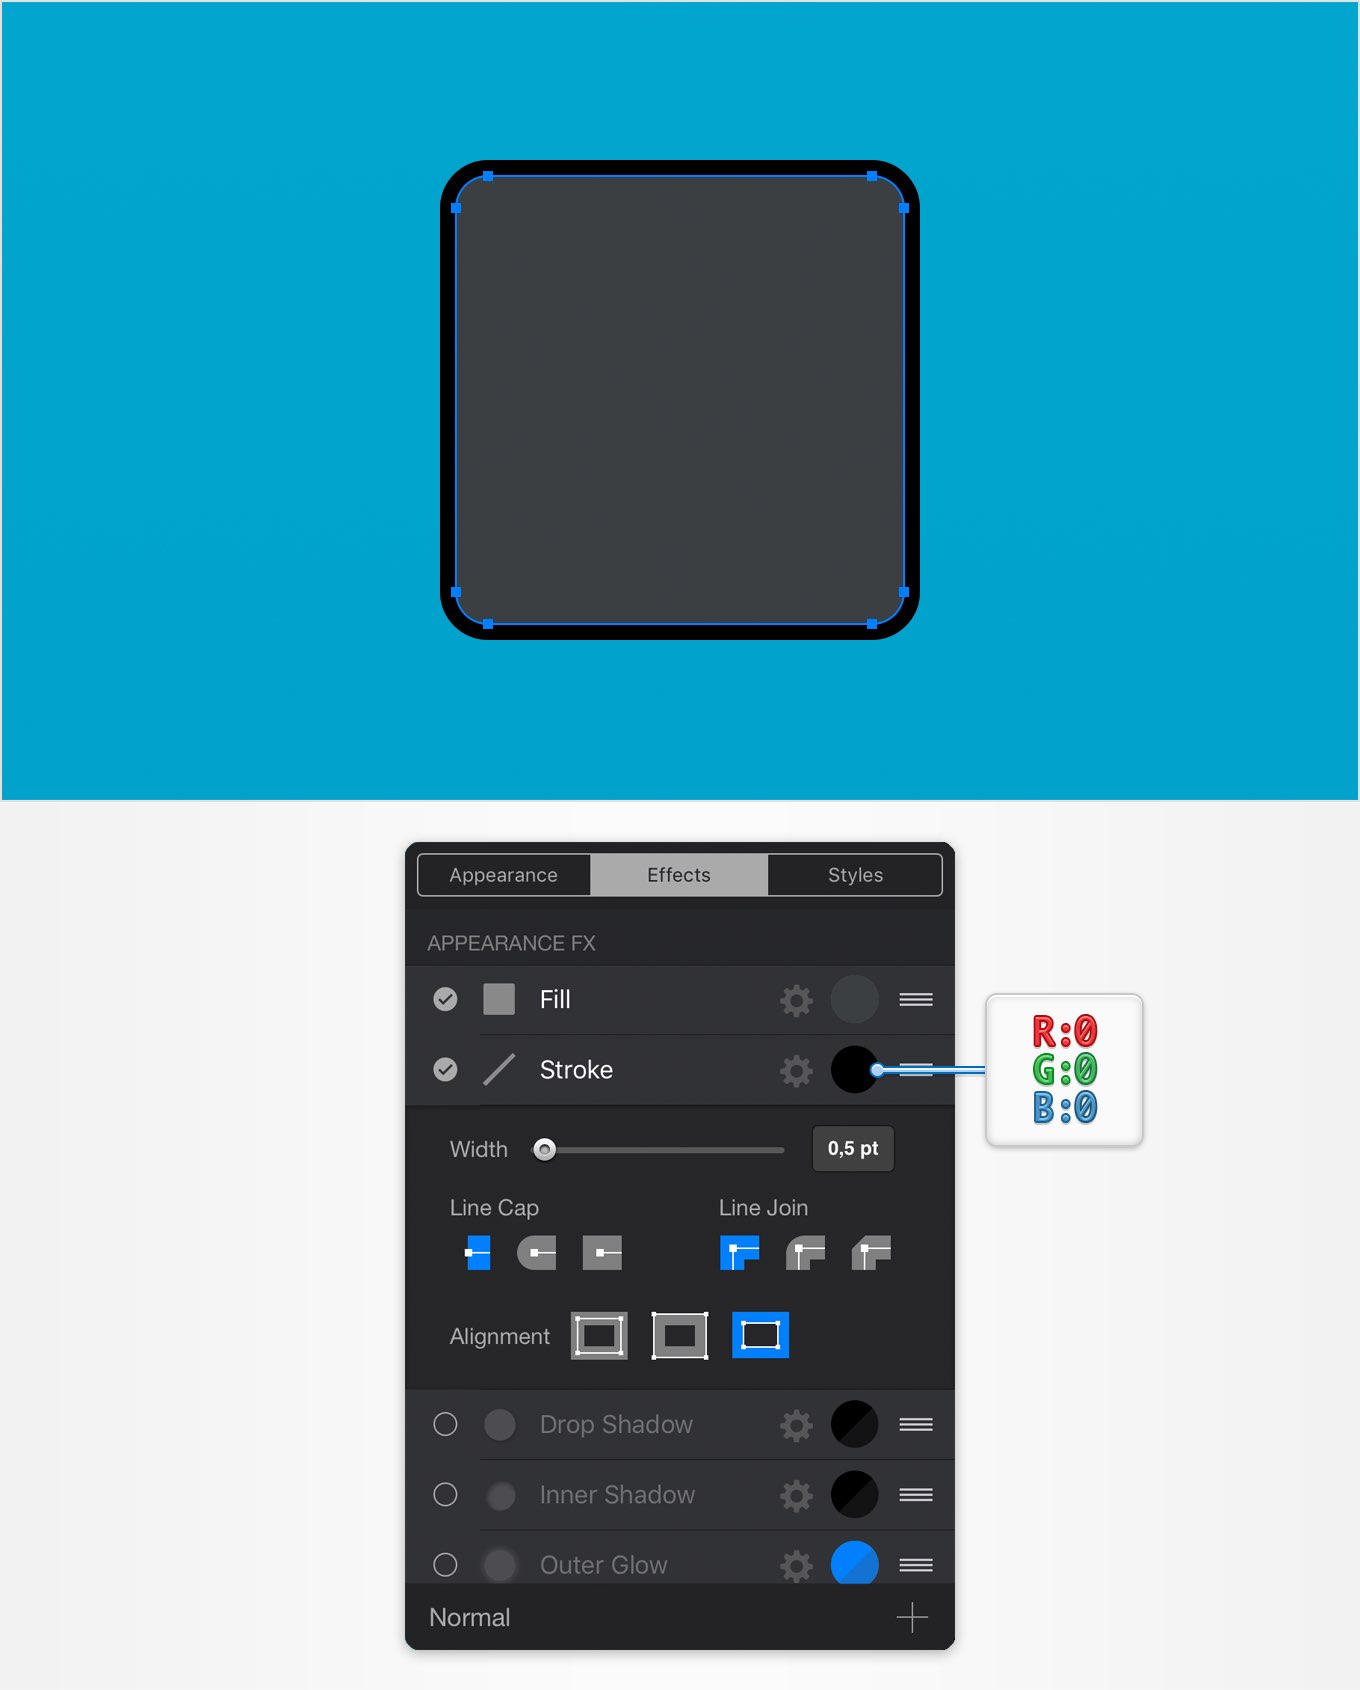 Appearance
Effects
Styles
APPEARANCE FX
Fill
Stroke
R:0
G:0
B:0
Width
0,5 pt
Line Cap
Line Join
Alignment
Drop Shadow
Inner Shadow
Outer Glow
Normal